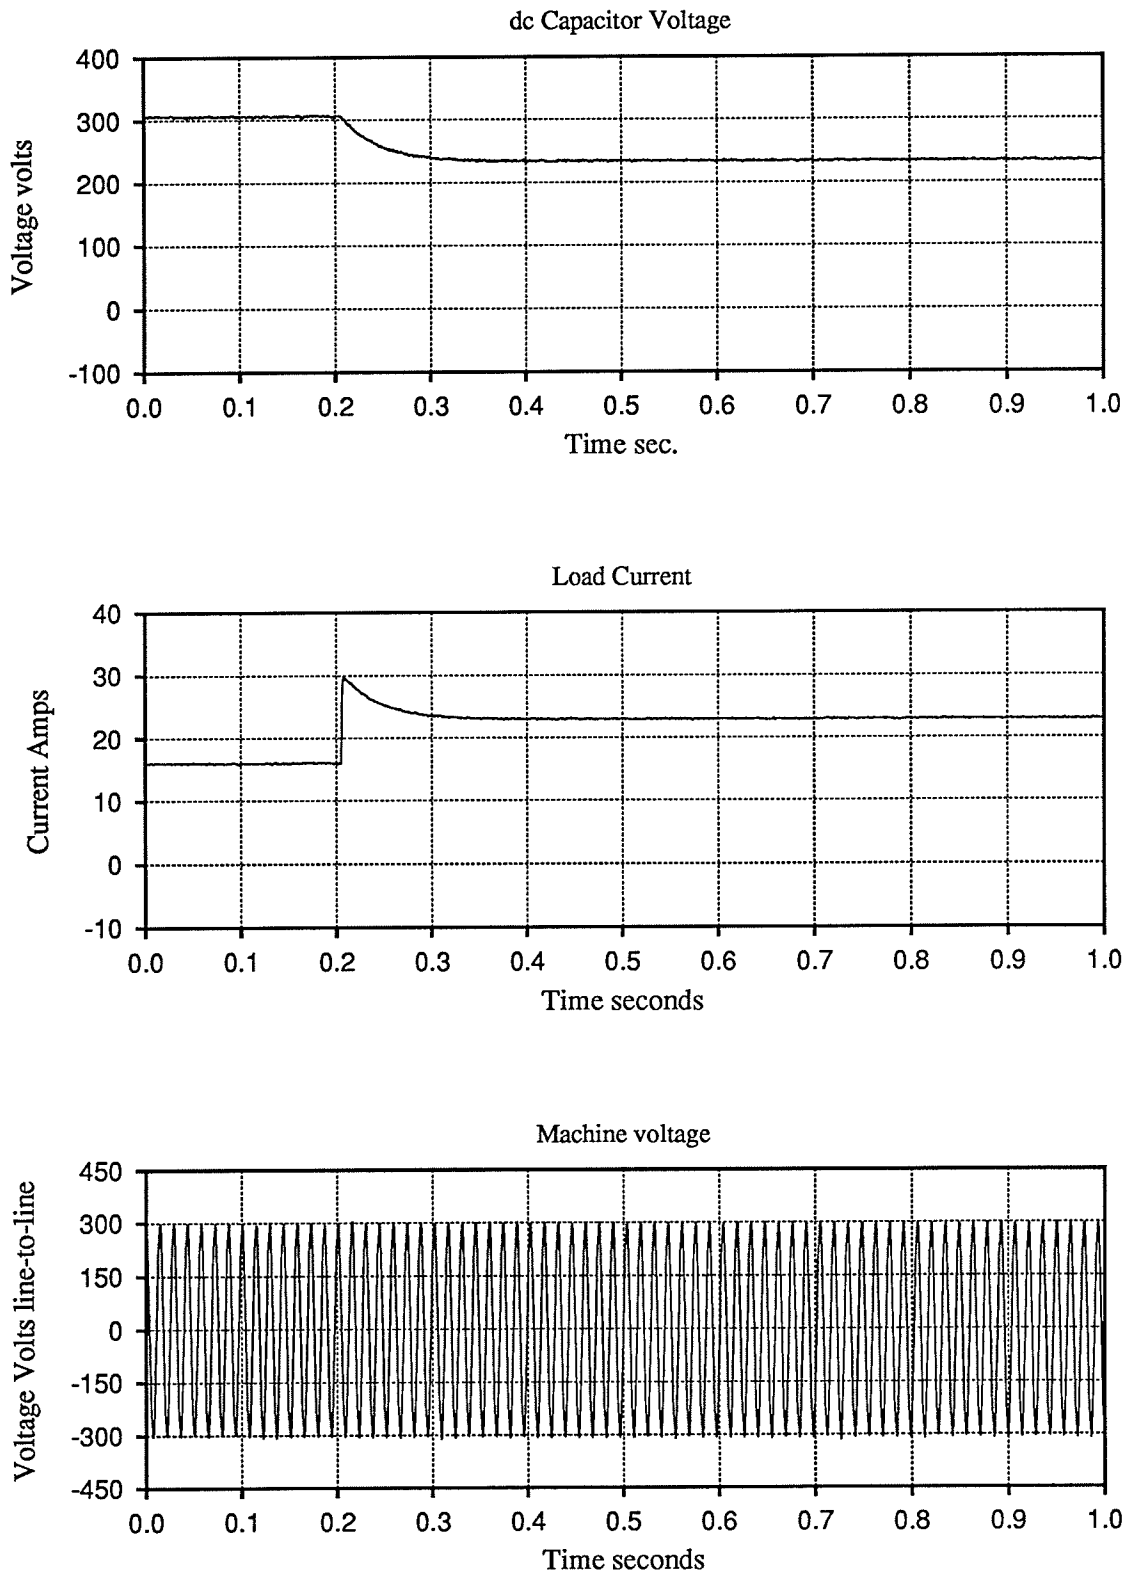 dc Capacitor Voltage
400
300
200
100
0
-100
Voltage volts
0.0 0.1 0.2 0.3 0.4 0.5 0.6 0.7 0.8 0.9 1.0
Time sec.
Load Current
40
30
20
10
0
-10
Current Amps
0.0 0.1 0.2 0.3 0.4 0.5 0.6 0.7 0.8 0.9 1.0
Time seconds
Machine voltage
450
300
150
0
-150
-300
-450
Voltage Volts line-to-line
0.0 0.1 0.2 0.3 0.4 0.5 0.6 0.7 0.8 0.9 1.0
Time seconds